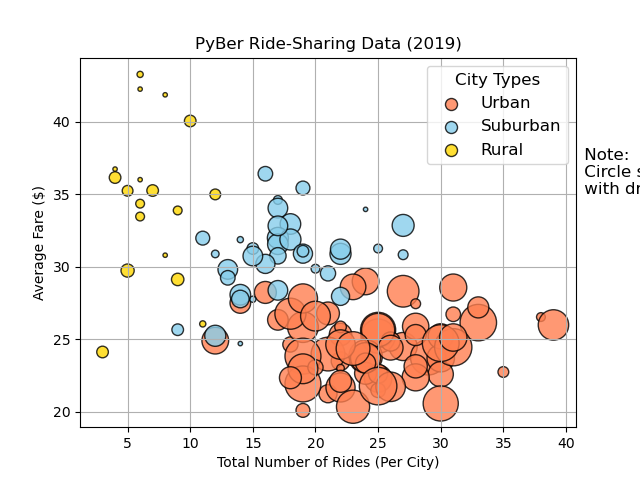 PyBer Ride-Sharing Data (2019)
City Types
Urban
Suburban
Rural
Note:
Circle
with
Average Fare ($)
40
35
30
25
20
5 10 15 20 25 30 35 40
Total Number of Rides (Per City)